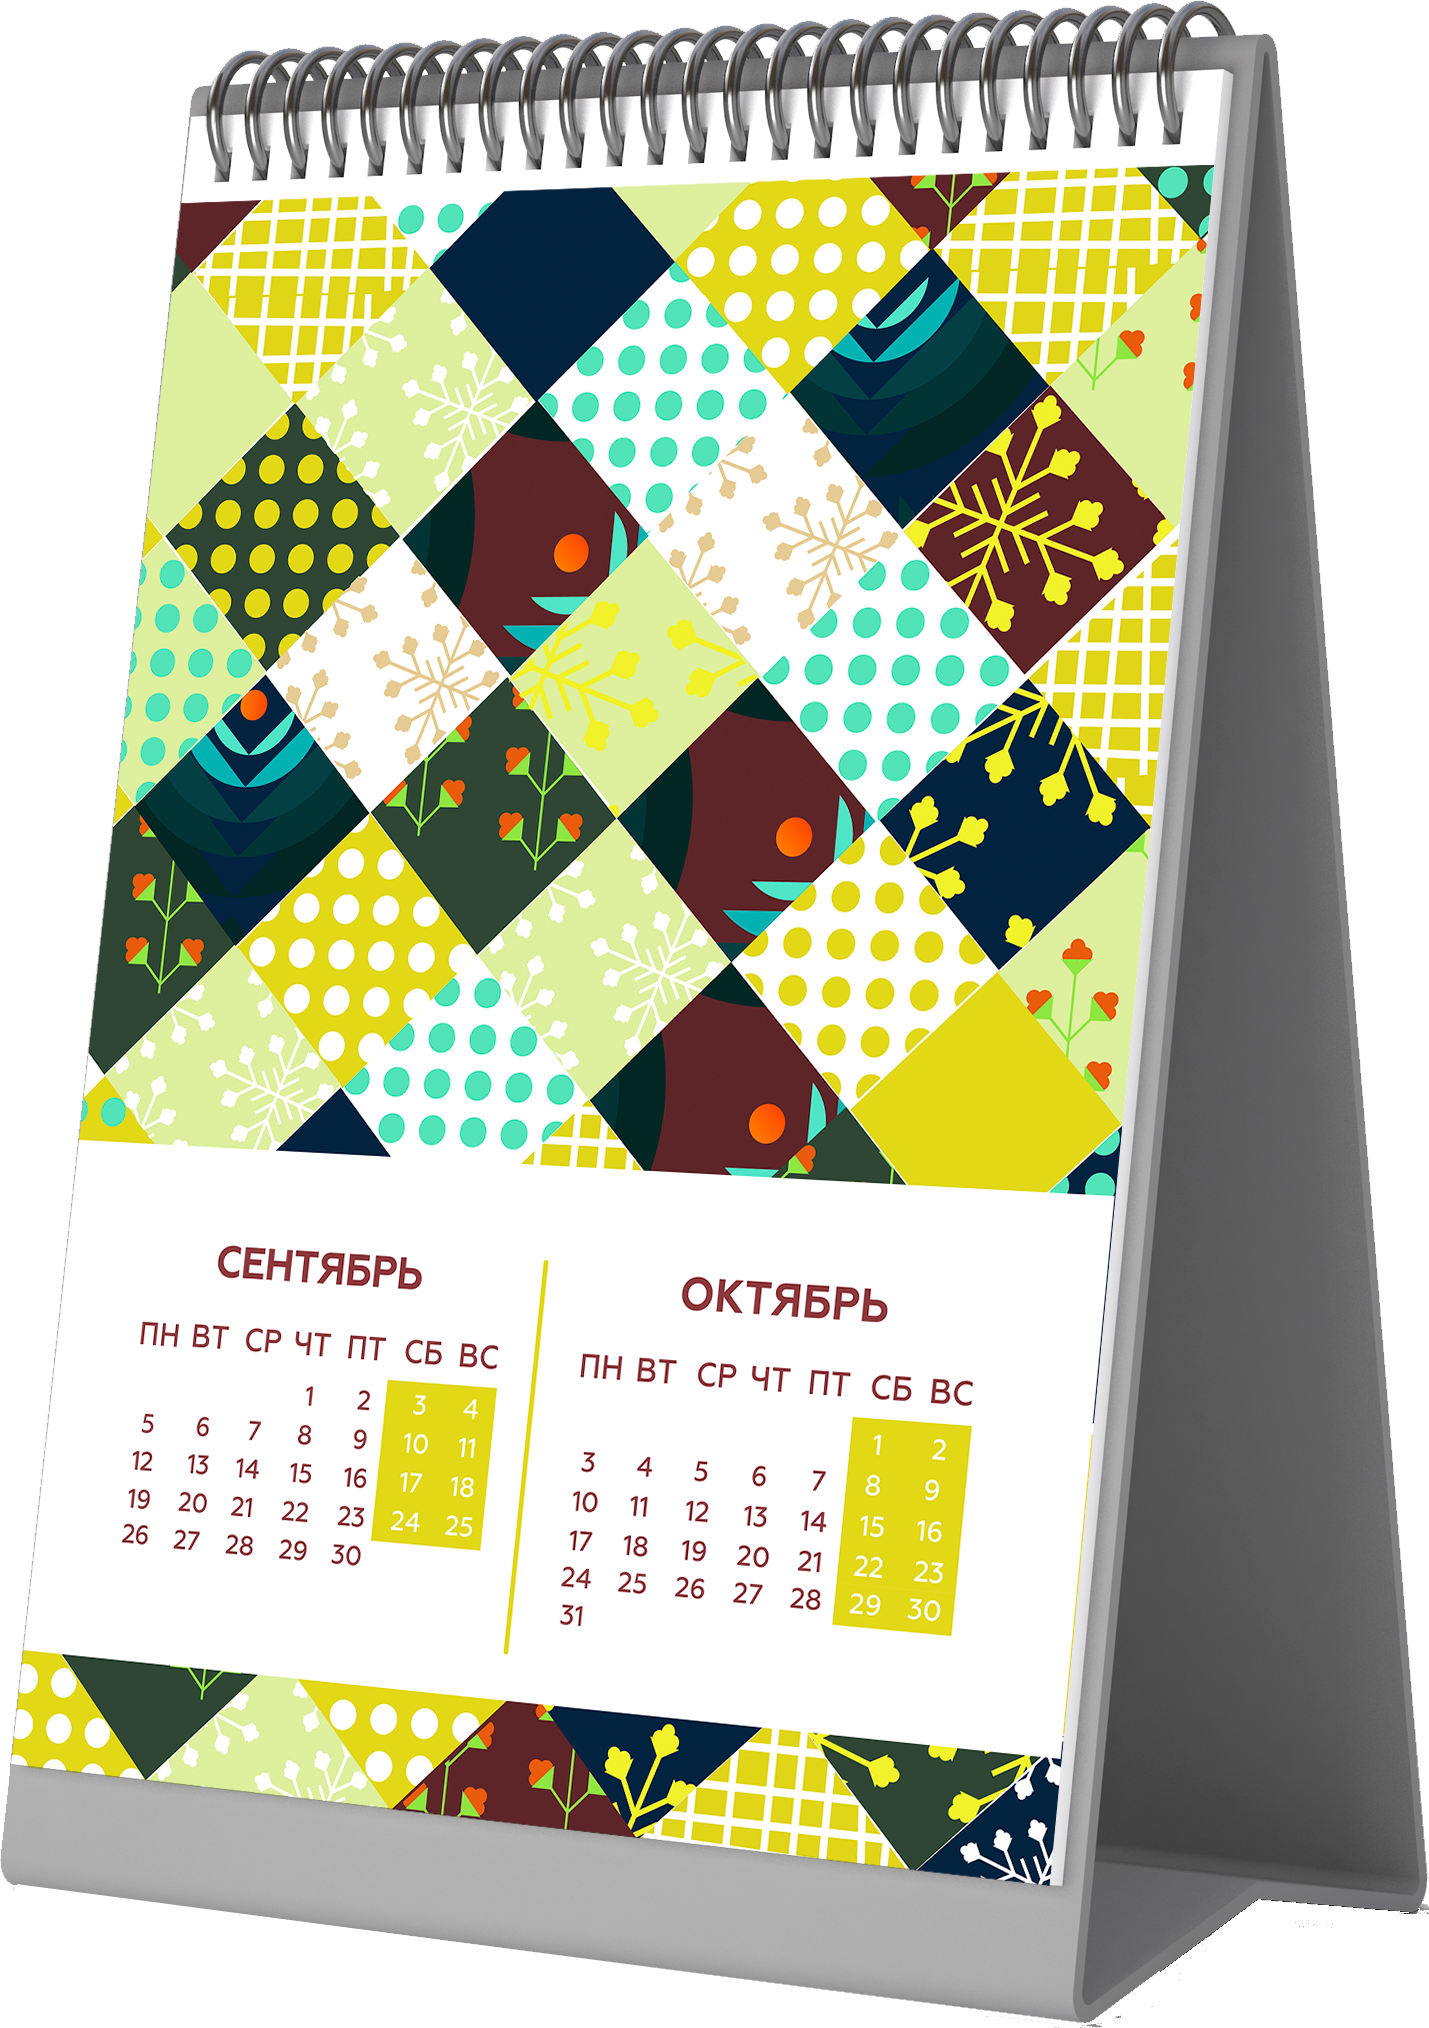 СЕНТЯБРЬ
ПН ВТ СР ЧТ ПТ СБ ВС
1 2 3 4
5 6 7 8 9 10 11
12 13 14 15 16 17 18
19 20 21 22 23 24 25
26 27 28 29 30
ОКТЯБРЬ
ПН ВТ СР ЧТ ПТ СБ ВС
1 2
3 4 5 6 7 8 9
10 11 12 13 14 15 16
17 18 19 20 21 22 23
24 25 26 27 28 29 30
31